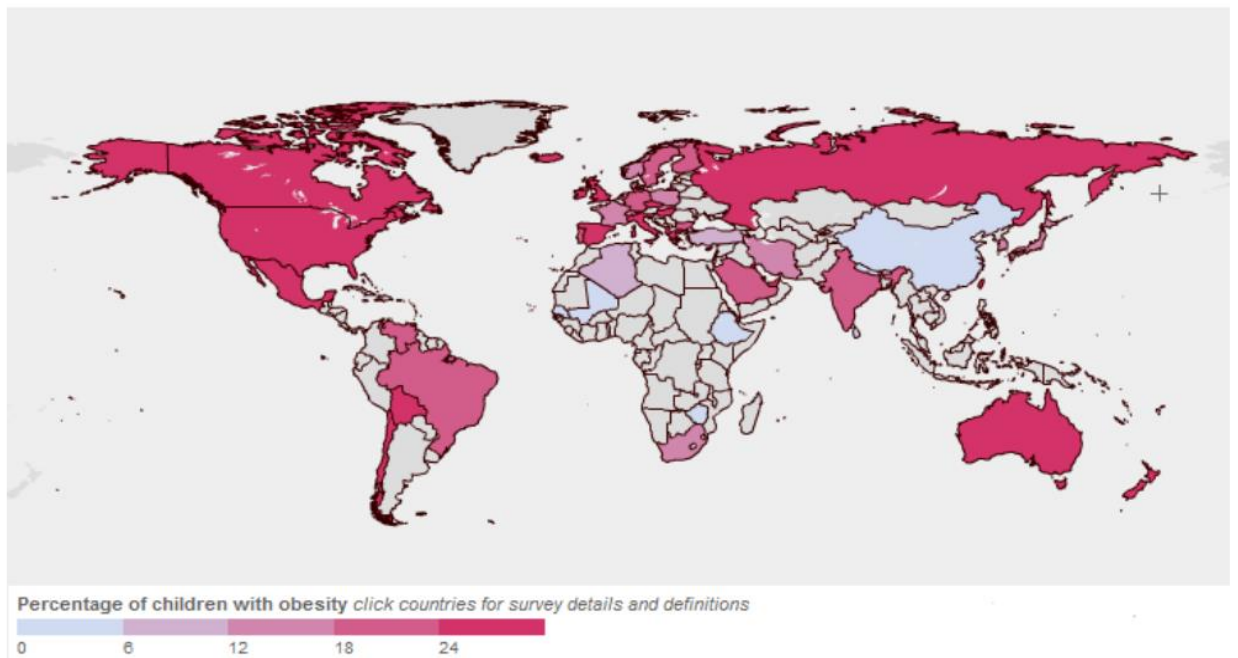 Percentage of children with obesity click countries for survey details and definitions
0 6 12 18 24